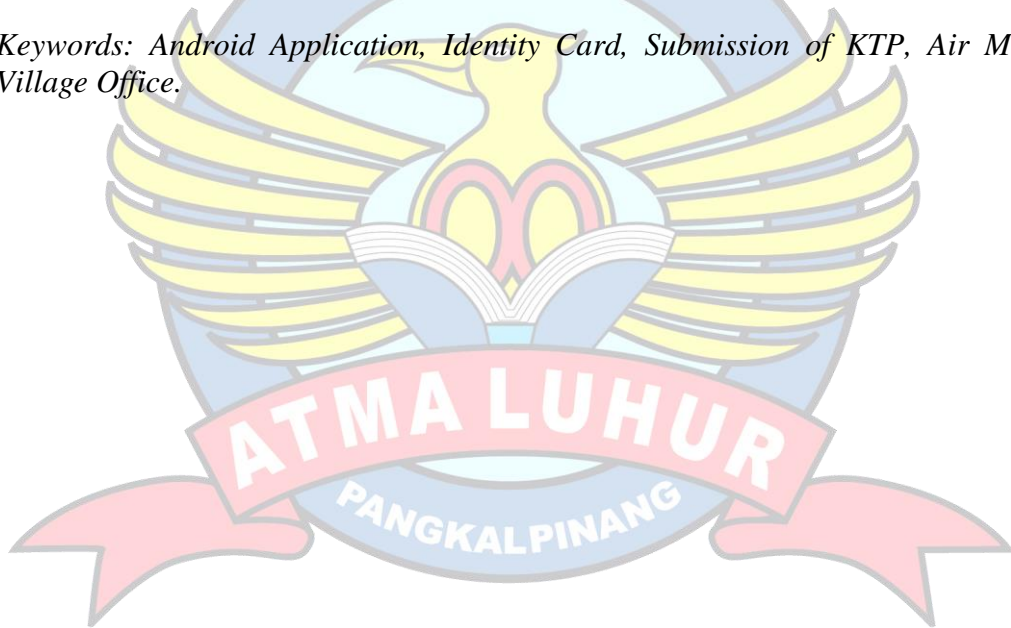 Keywords: Android Application, Identity Card, Submission of KTP, Air M
Village Office.
ATMA LUHUR
PANGKALPINANG